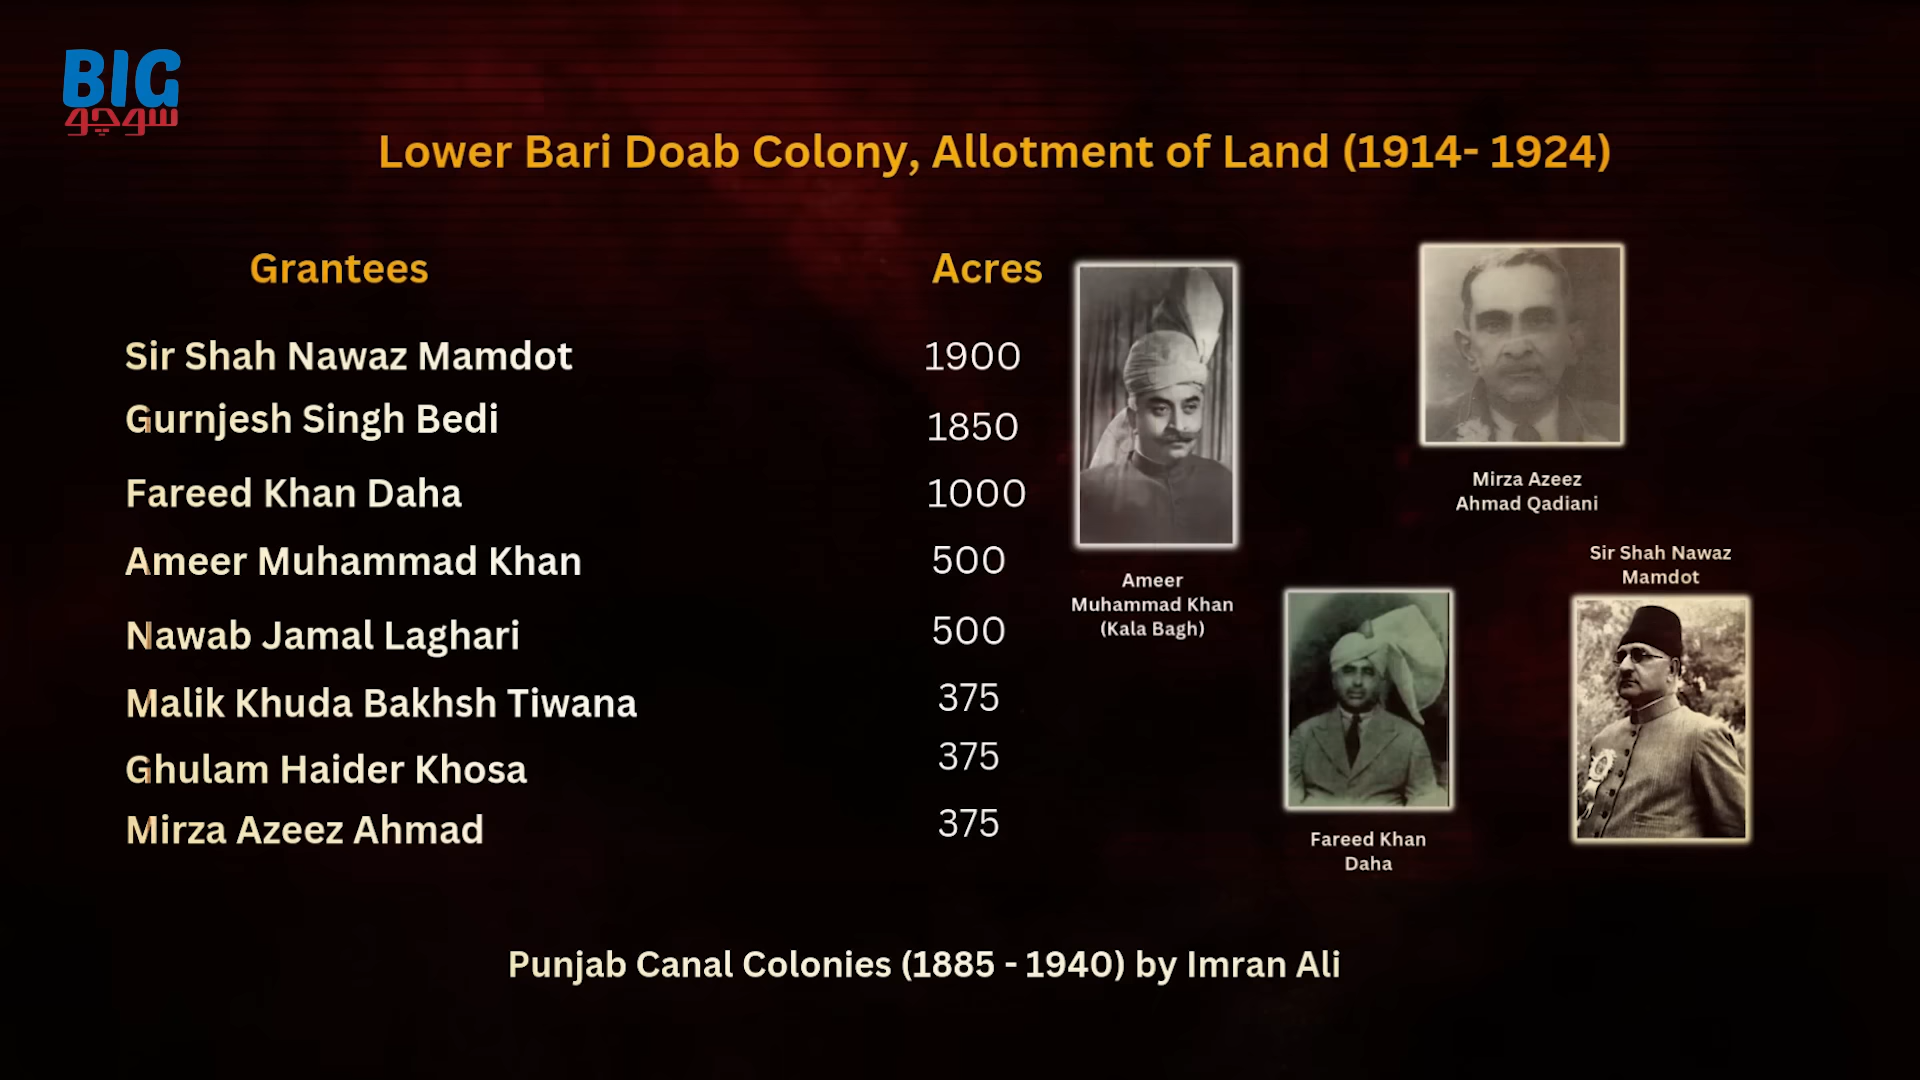 BIG
سوچو
Lower Bari Doab Colony, Allotment of Land (1914- 1924)
Grantees Acres
Sir Shah Nawaz Mamdot 1900
Gurnjesh Singh Bedi 1850
Fareed Khan Daha 1000
Ameer Muhammad Khan 500
Nawab Jamal Laghari 500
Malik Khuda Bakhsh Tiwana 375
Ghulam Haider Khosa 375
Mirza Azeez Ahmad 375
Ameer
Muhammad Khan
(Kala Bagh)
Mirza Azeez
Ahmad Qadiani
Fareed Khan
Daha
Sir Shah Nawaz
Mamdot
Punjab Canal Colonies (1885 - 1940) by Imran Ali